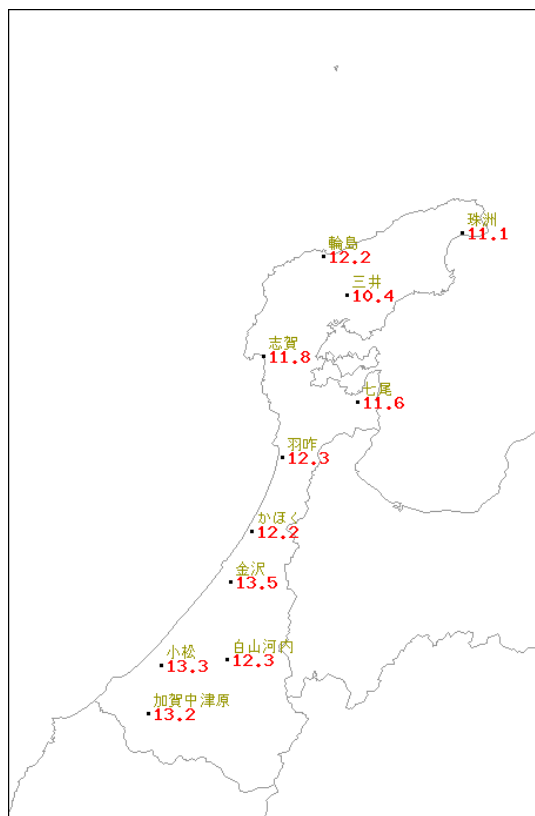 珠洲
11.1
輪島
12.2
三井
10.4
志賀
11.8
七尾
11.6
羽咋
12.3
かほく
12.2
金沢
13.5
白山河内
12.3
小松
13.3
加賀中津原
13.2